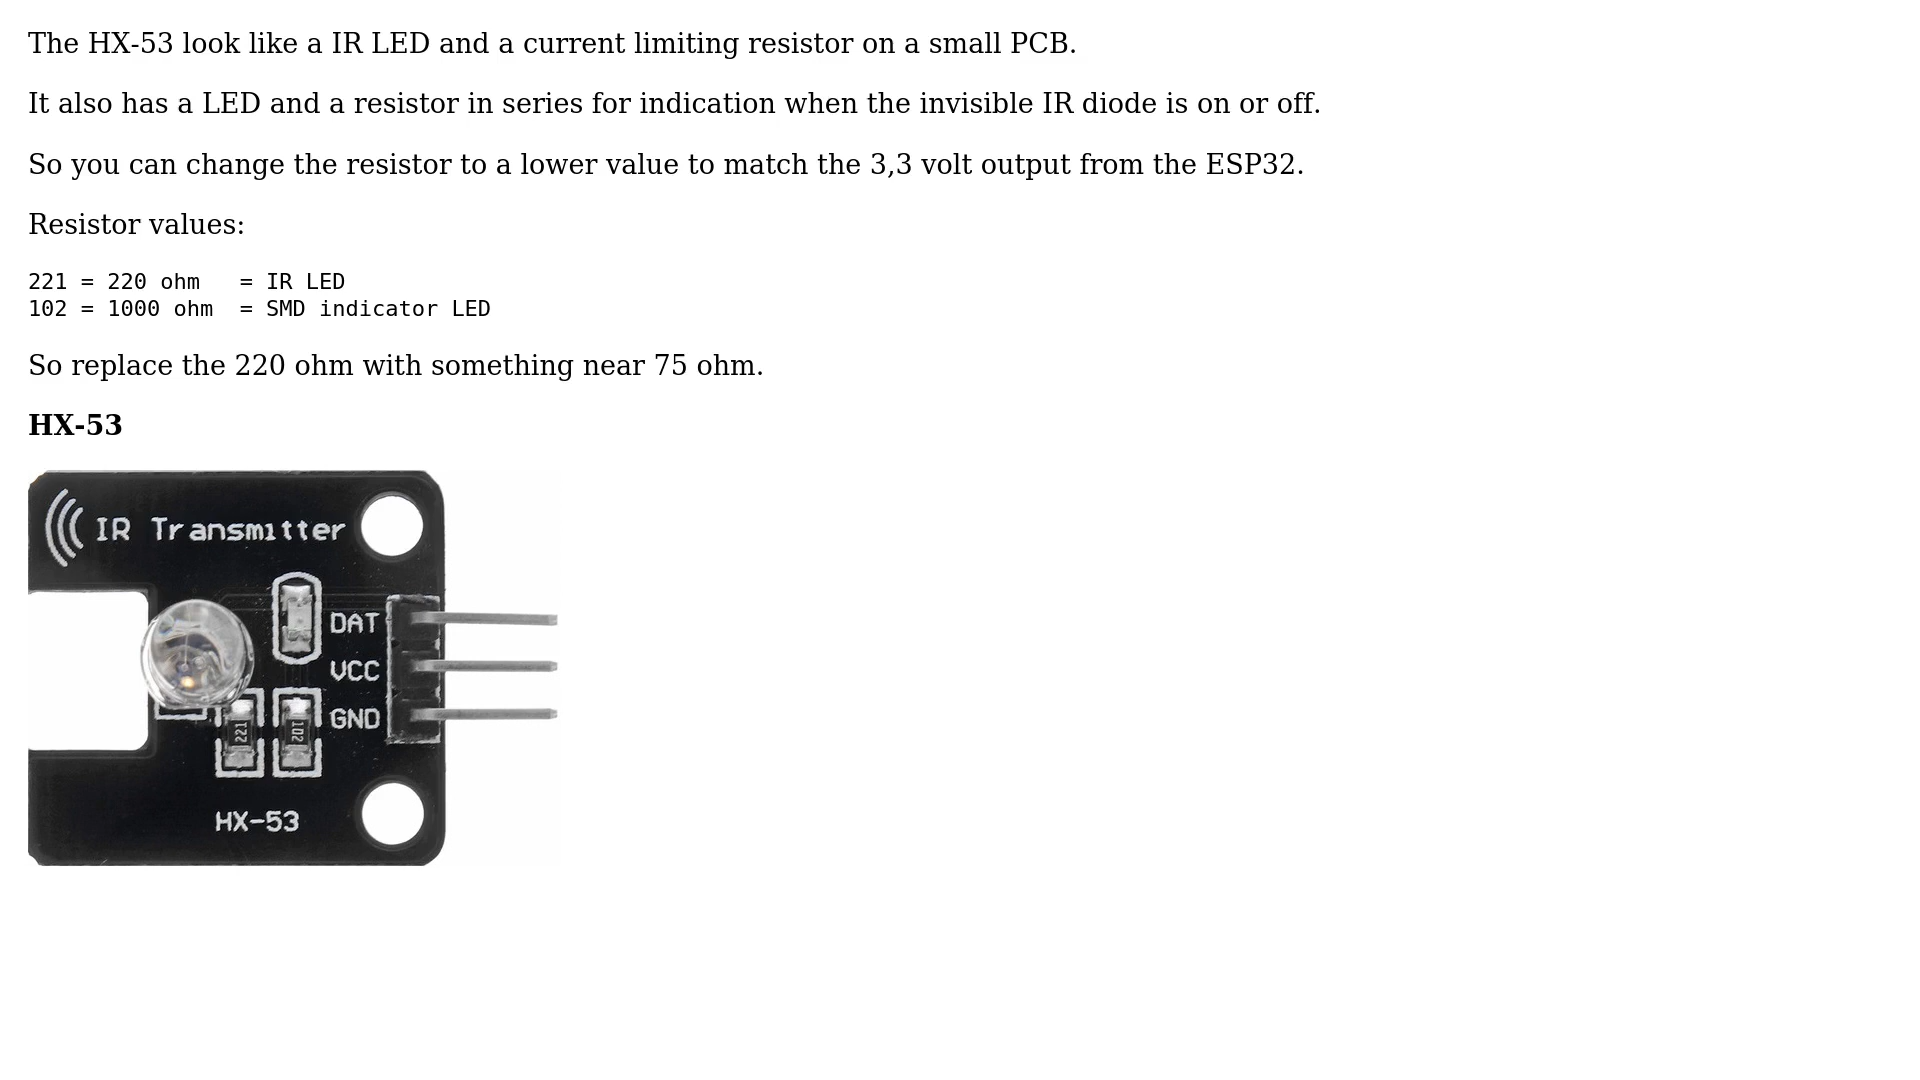 The HX-53 look like a IR LED and a current limiting resistor on a small PCB.
It also has a LED and a resistor in series for indication when the invisible IR diode is on or off.
So you can change the resistor to a lower value to match the 3,3 volt output from the ESP32.
Resistor values:
221 = 220 ohm   = IR LED
102 = 1000 ohm  = SMD indicator LED
So replace the 220 ohm with something near 75 ohm.
HX-53
IR Transmitter
DAT
VCC
GND
221
102
HX-53